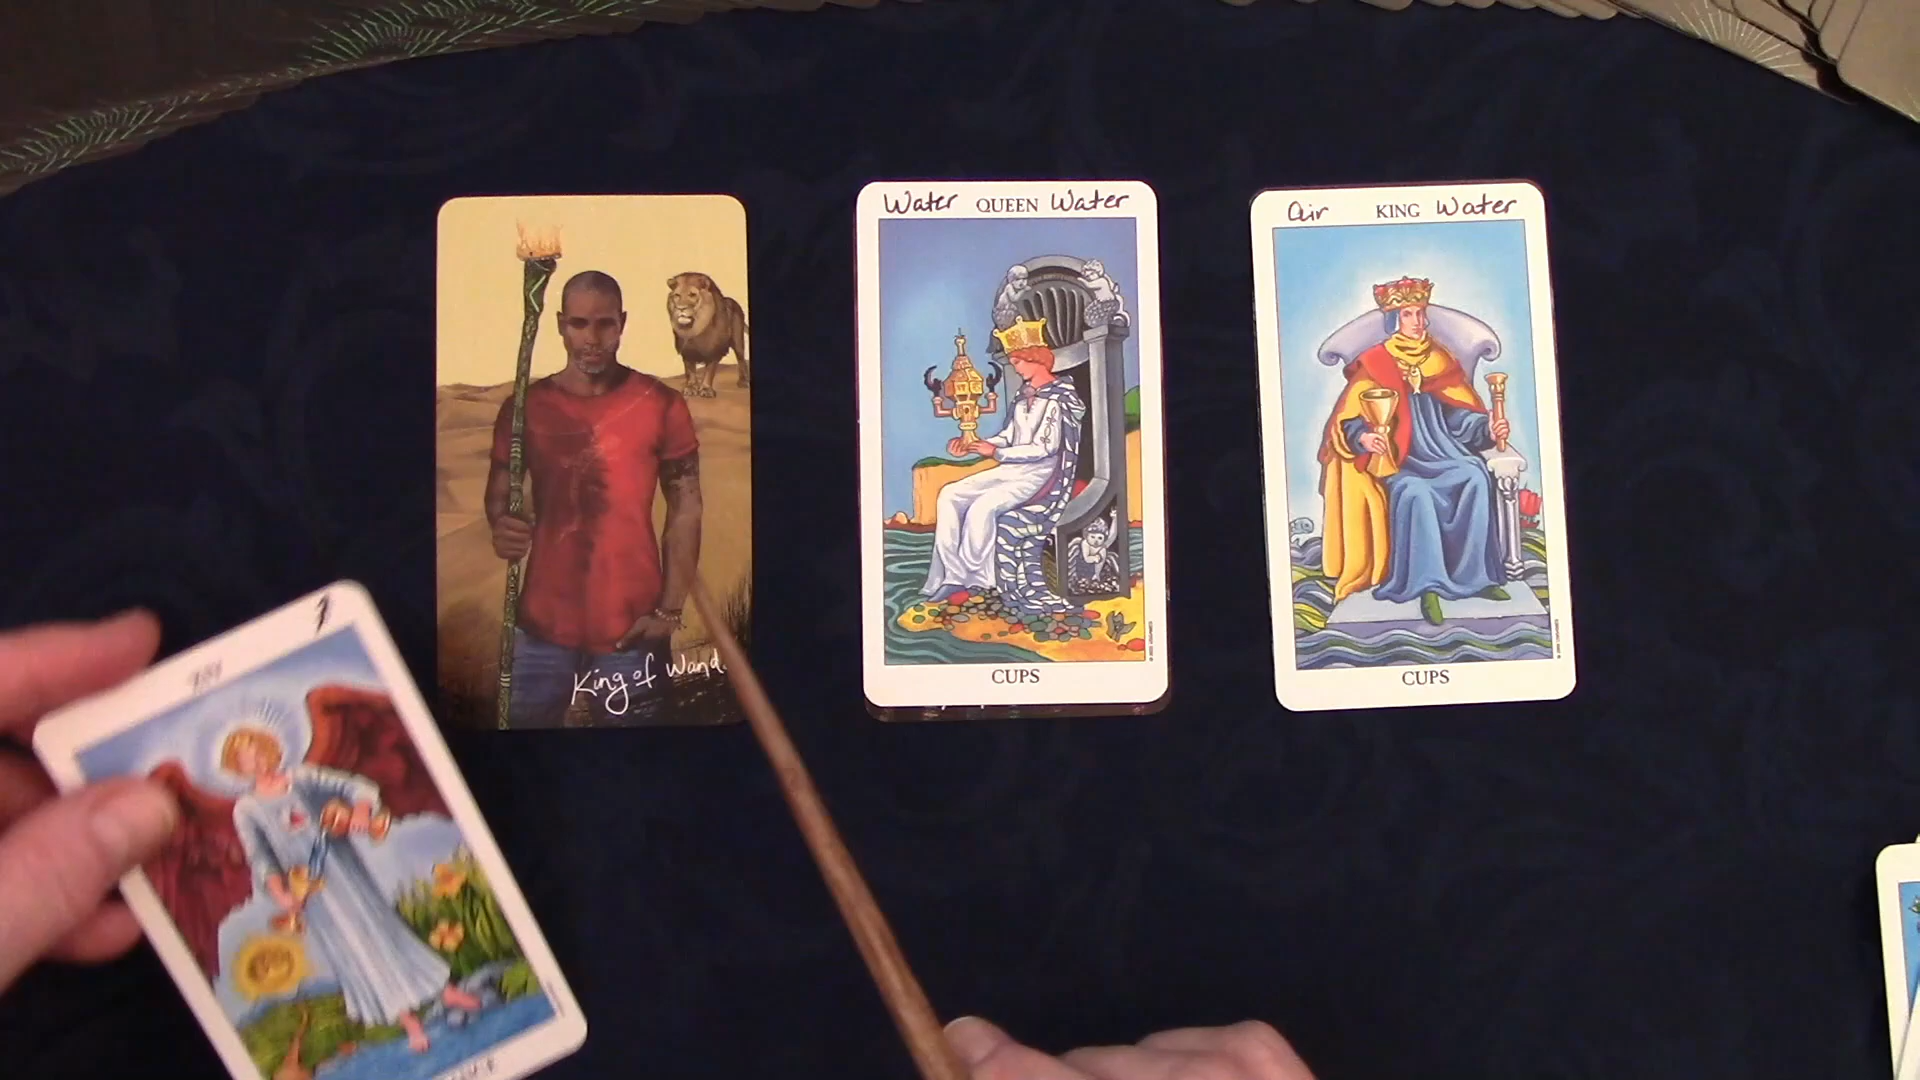 Water QUEEN Water
CUPS
Air KING Water
CUPS
King of Wand